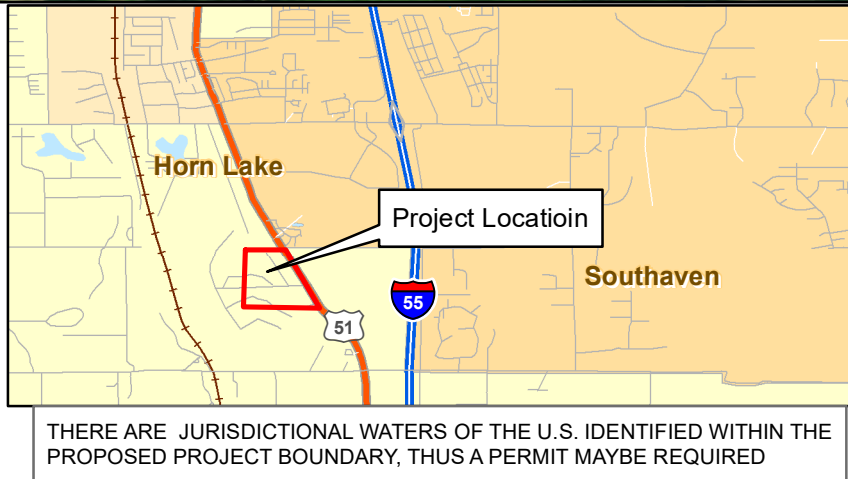 Horn Lake
Project Locatioin
Southaven
55
51
THERE ARE JURISDICTIONAL WATERS OF THE U.S. IDENTIFIED WITHIN THE
PROPOSED PROJECT BOUNDARY, THUS A PERMIT MAYBE REQUIRED